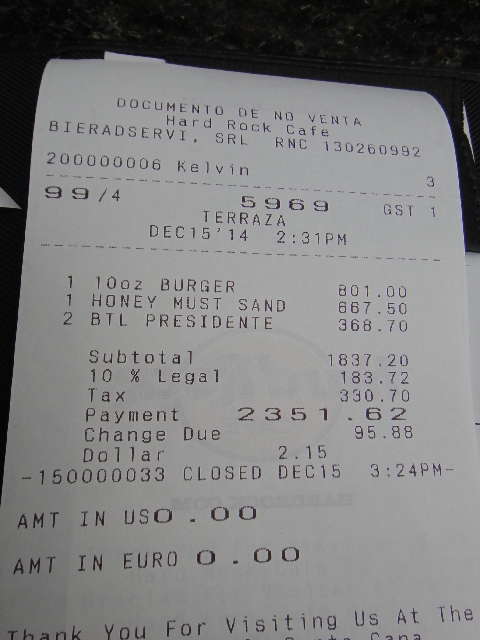 DOCUMENTO DE NO VENTA
Hard Rock Cafe
BIERADSERVI, SRL RNC 130260992
200000006 Kelvin
3
99/4 5969 GST 1
TERRAZA
DEC15'14 2:31PM
1 10oz BURGER 801.00
1 HONEY MUST SAND 667.50
2 BTL PRESIDENTE 368.70
Subtotal 1837.20
10 % Legal 183.72
Tax 330.70
Payment 2351.62
Change Due 95.88
Dollar 2.15
-150000033 CLOSED DEC15 3:24PM-
AMT IN US0.00
AMT IN EURO 0.00
Thank You For Visiting Us At The